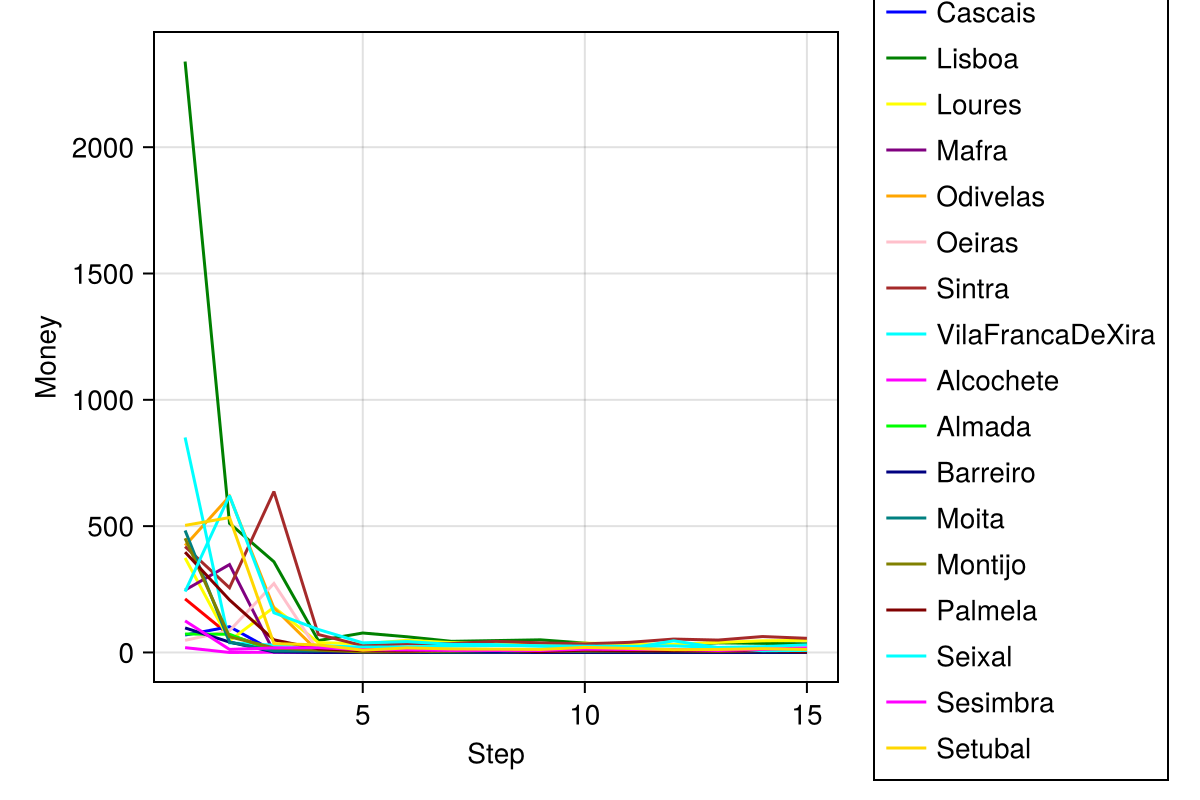 2000
1500
1000
500
0
Money
5
10
15
Step
Cascais
Lisboa
Loures
Mafra
Odivelas
Oeiras
Sintra
VilaFrancaDeXira
Alcochete
Almada
Barreiro
Moita
Montijo
Palmela
Seixal
Sesimbra
Setubal